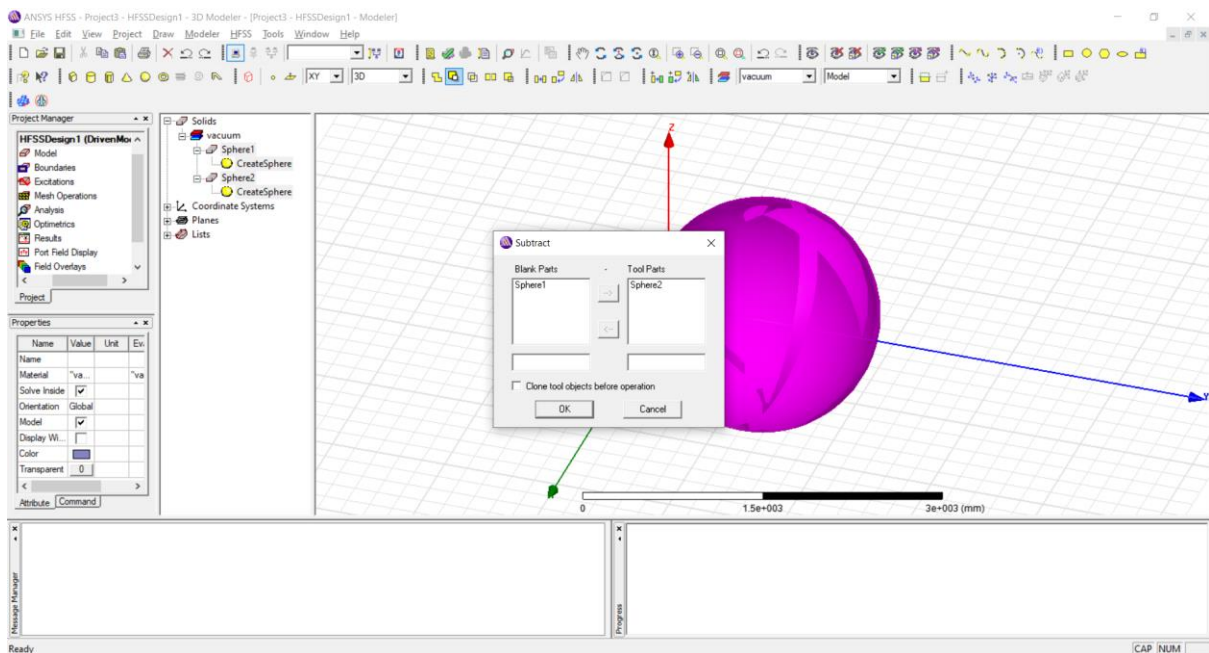 ANSYS HFSS - Project3 - HFSSDesign1 - 3D Modeler - [Project3 - HFSSDesign1 - Modeler]
File Edit View Project Draw Modeler HFSS Tools Window Help
XY
3D
vacuum
Model
Project Manager
HFSSDesign1 (DrivenMo
Model
Boundaries
Excitations
Mesh Operations
Analysis
Optimetrics
Results
Port Field Display
Field Overlays
Project
Solids
vacuum
Sphere1
CreateSphere
Sphere2
CreateSphere
Coordinate Systems
Planes
Lists
Properties
Name Value Unit Ev
Name
Material "va... "va
Solve Inside
Orientation Global
Model
Display Wi...
Color
Transparent 0
Attribute Command
Z
Y
Subtract
Blank Parts - Tool Parts
Sphere1 Sphere2
-->
<--
Clone tool objects before operation
OK Cancel
0 1.5e+003 3e+003 (mm)
Message Manager
Progress
Ready
CAP NUM